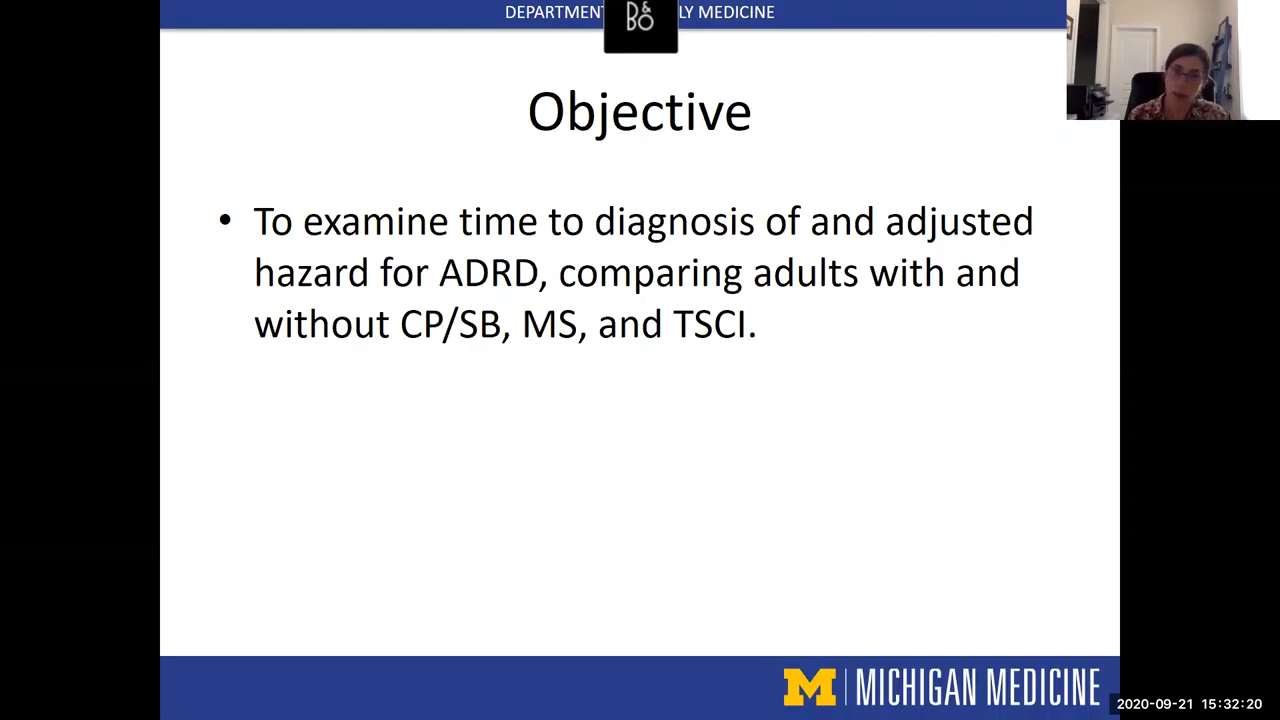 DEPARTMENT LY MEDICINE
B&
BO
Objective
• To examine time to diagnosis of and adjusted
hazard for ADRD, comparing adults with and
without CP/SB, MS, and TSCI.
M MICHIGAN MEDICINE
2020-09-21 15:32:20